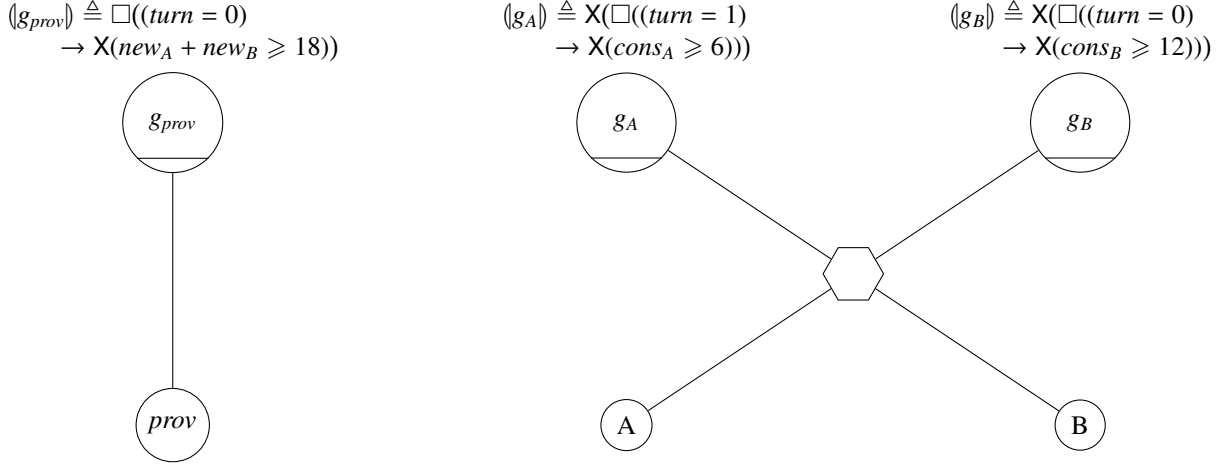 ⦇g_prov⦈ ≜ □((turn = 0)
→ X(new_A + new_B ⩾ 18))
⦇g_A⦈ ≜ X(□((turn = 1)
→ X(cons_A ⩾ 6)))
⦇g_B⦈ ≜ X(□((turn = 0)
→ X(cons_B ⩾ 12)))
g_prov
g_A
g_B
prov
A
B